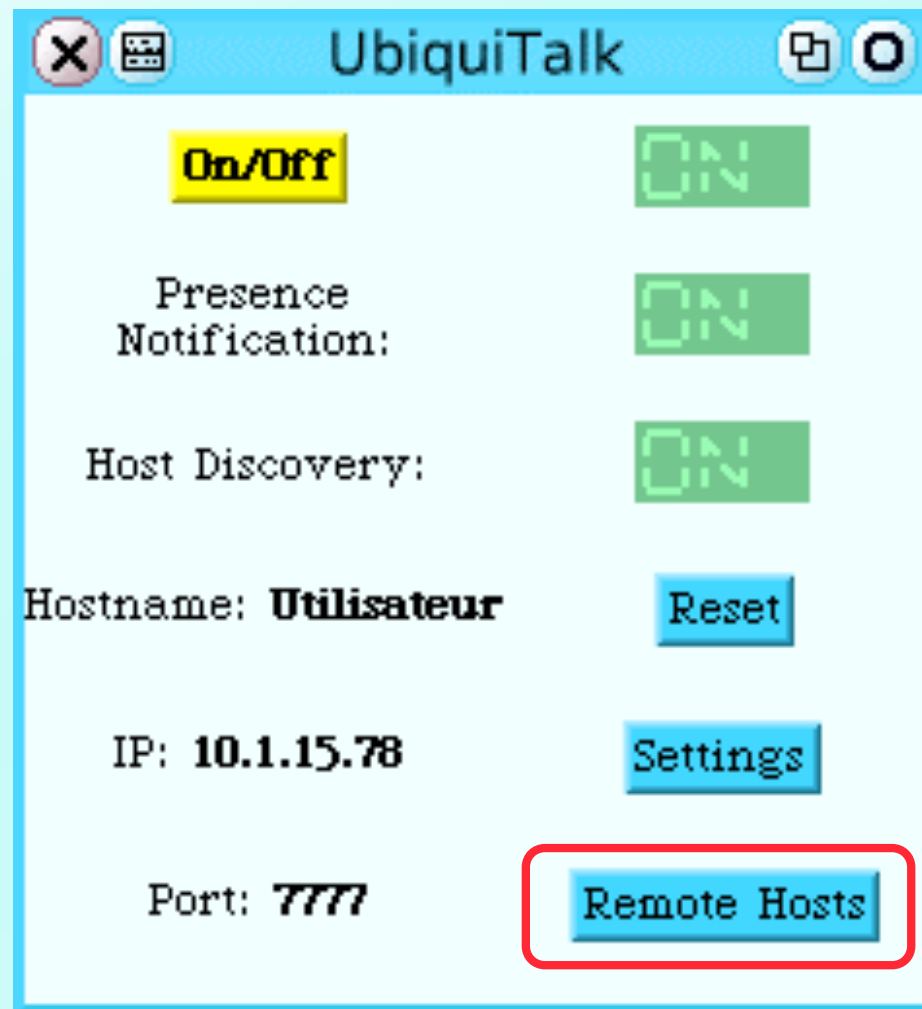 UbiquiTalk
On/Off ON
Presence
Notification: ON
Host Discovery: ON
Hostname: Utilisateur Reset
IP: 10.1.15.78 Settings
Port: 7777 Remote Hosts